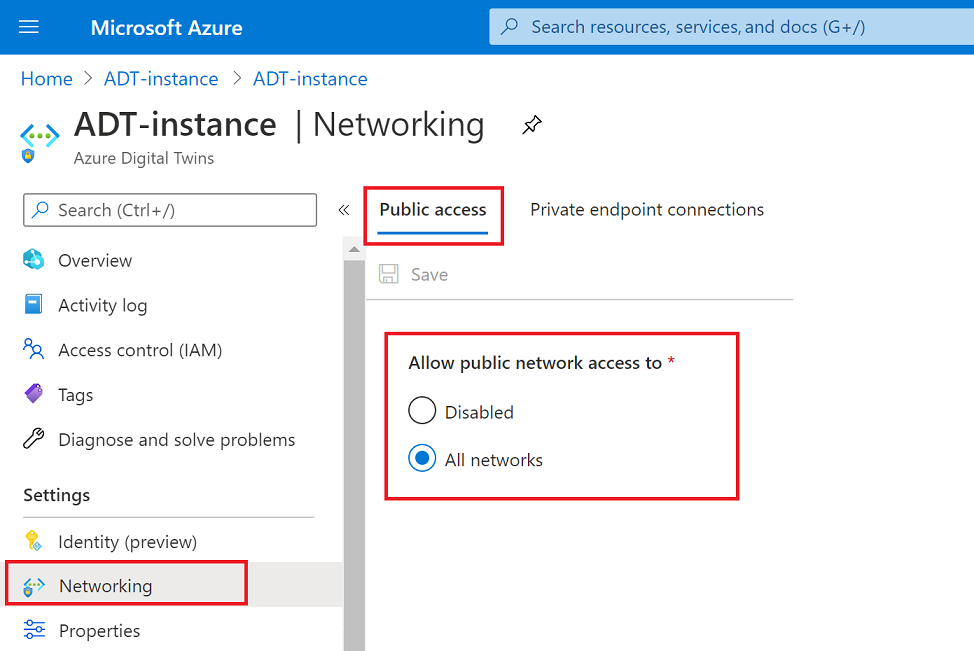 Microsoft Azure
Search resources, services, and docs (G+/)
Home > ADT-instance > ADT-instance
ADT-instance | Networking
Azure Digital Twins
Search (Ctrl+/)
«
Overview
Activity log
Access control (IAM)
Tags
Diagnose and solve problems
Settings
Identity (preview)
Networking
Properties
Public access Private endpoint connections
Save
Allow public network access to *
Disabled
All networks